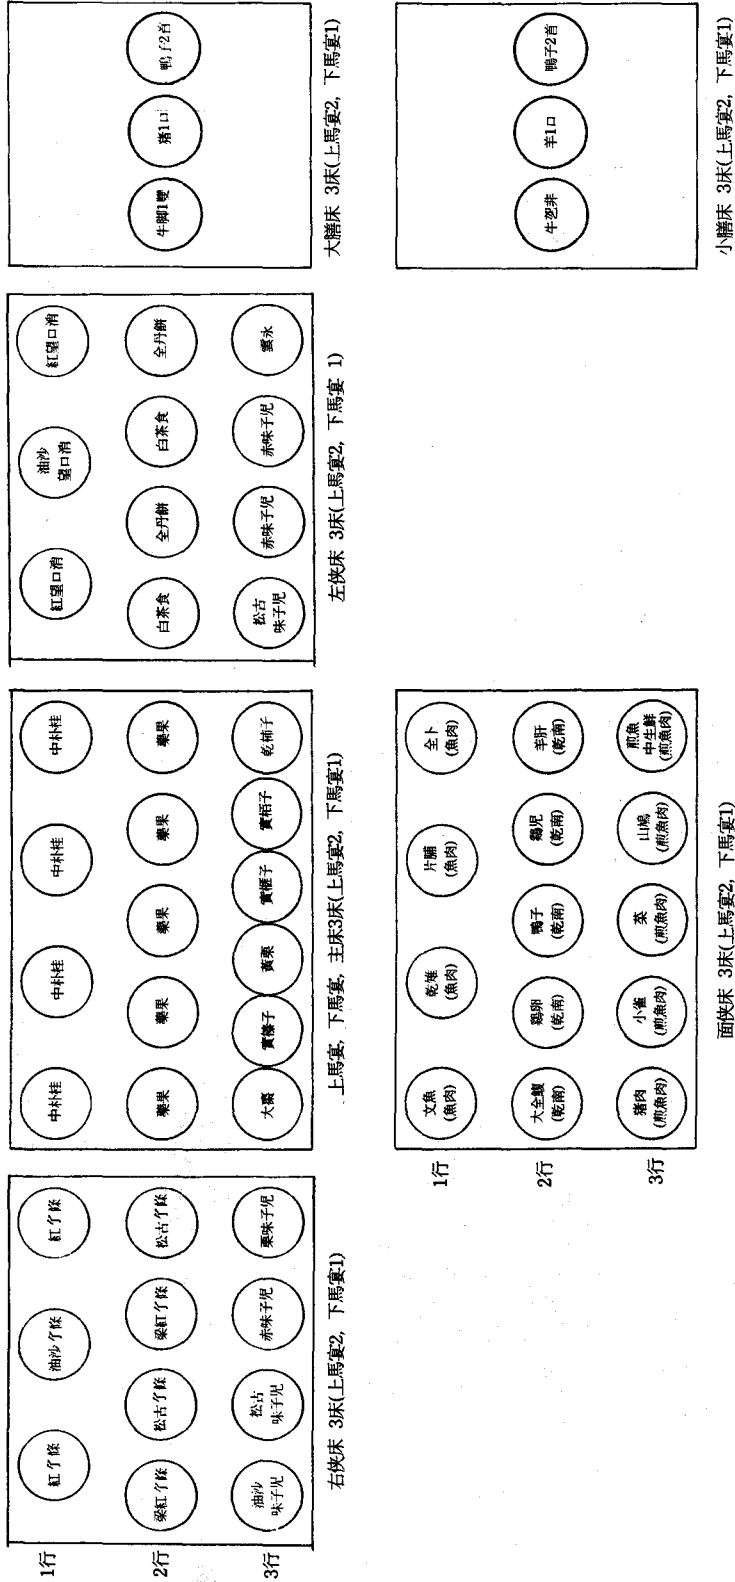 1行
紅亇條 油沙亇條 紅亇條
2行
梁紅亇條 松古亇條 梁紅亇條 松古亇條
3行
油沙
味子兒
松古
味子兒
赤味子兒 栗味子兒
右俠床 3床(上馬宴2, 下馬宴1)
中朴桂 中朴桂 中朴桂 中朴桂
藥果 藥果 藥果 藥果 藥果
大棗 實榛子 黃栗 實榧子 實栢子 乾柿子
上馬宴, 下馬宴, 主床3床(上馬宴2, 下馬宴1)
紅望口消
油沙
望口消
紅望口消
白茶食 全丹餠 白茶食 全丹餠
松古
味子兒
赤味子兒 赤味子兒 雲永
左俠床 3床(上馬宴2, 下馬宴 1)
牛脚1雙 猪1口 鴨子2首
大膳床 3床(上馬宴2, 下馬宴1)
1行
文魚
(魚肉)
乾雉
(魚肉)
片脯
(魚肉)
全卜
(魚肉)
2行
大全鰒
(乾南)
鷄卵
(乾南)
鴨子
(乾南)
鷄兒
(乾南)
羊肝
(乾南)
3行
猪肉
(煎魚肉)
小雀
(煎魚肉)
菜
(煎魚肉)
山鳩
(煎魚肉)
煎魚
中生鮮
(煎魚肉)
面俠床 3床(上馬宴2, 下馬宴1)
牛乫非 羊1口 鴨子2首
小膳床 3床(上馬宴2, 下馬宴1)